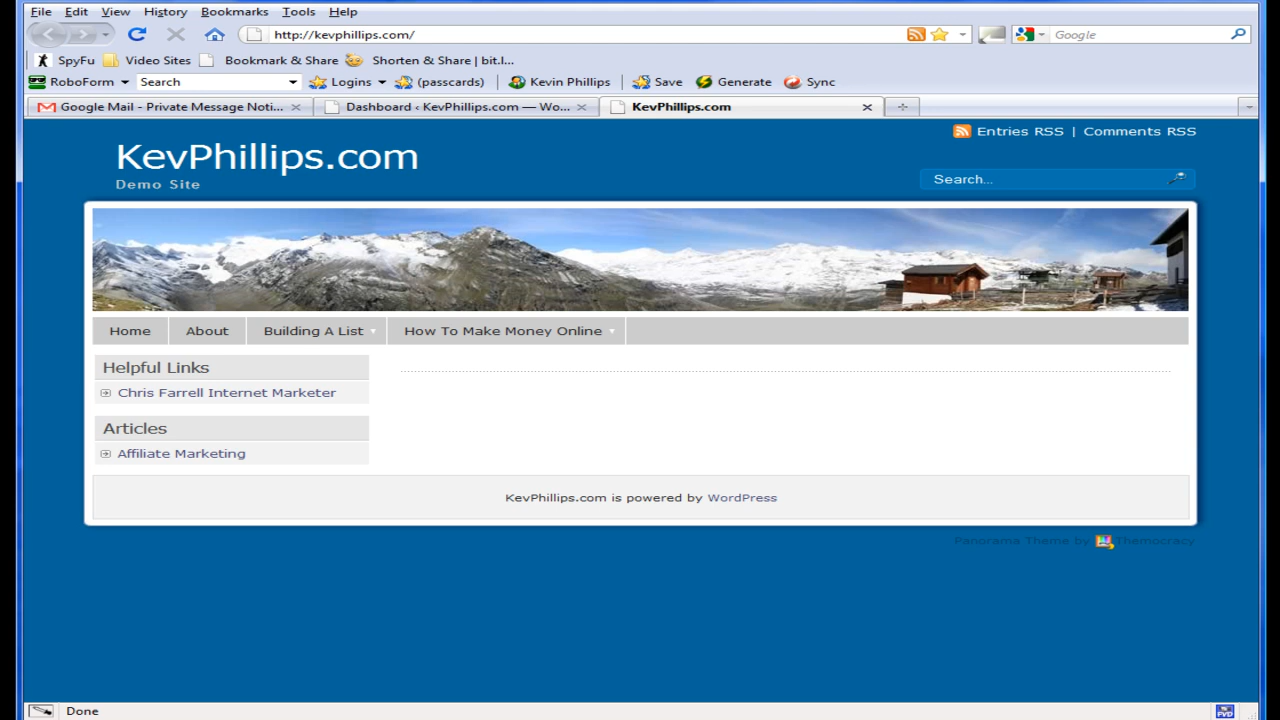 File Edit View History Bookmarks Tools Help
http://kevphillips.com/ Google
SpyFu Video Sites Bookmark & Share Shorten & Share | bit.l...
RoboForm Search Logins (passcards) Kevin Phillips Save Generate Sync
Google Mail - Private Message Noti... Dashboard ‹ KevPhillips.com — Wo... KevPhillips.com
Entries RSS | Comments RSS
KevPhillips.com
Demo Site
Search...
Home About Building A List How To Make Money Online
Helpful Links
Chris Farrell Internet Marketer
Articles
Affiliate Marketing
KevPhillips.com is powered by WordPress
Panorama Theme by Themocracy
Done
FVD